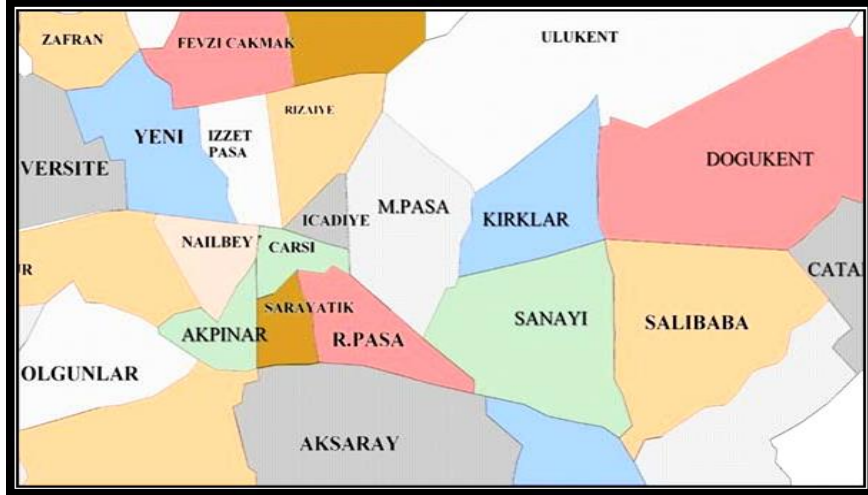 ZAFRAN
FEVZI CAKMAK
ULUKENT
RIZAIYE
YENI
IZZET
PASA
VERSITE
DOGUKENT
M.PASA
ICADIYE
KIRKLAR
NAILBEY
CARSI
UR
CATA
SARAYATIK
AKPINAR
R.PASA
SANAYI
SALIBABA
OLGUNLAR
AKSARAY